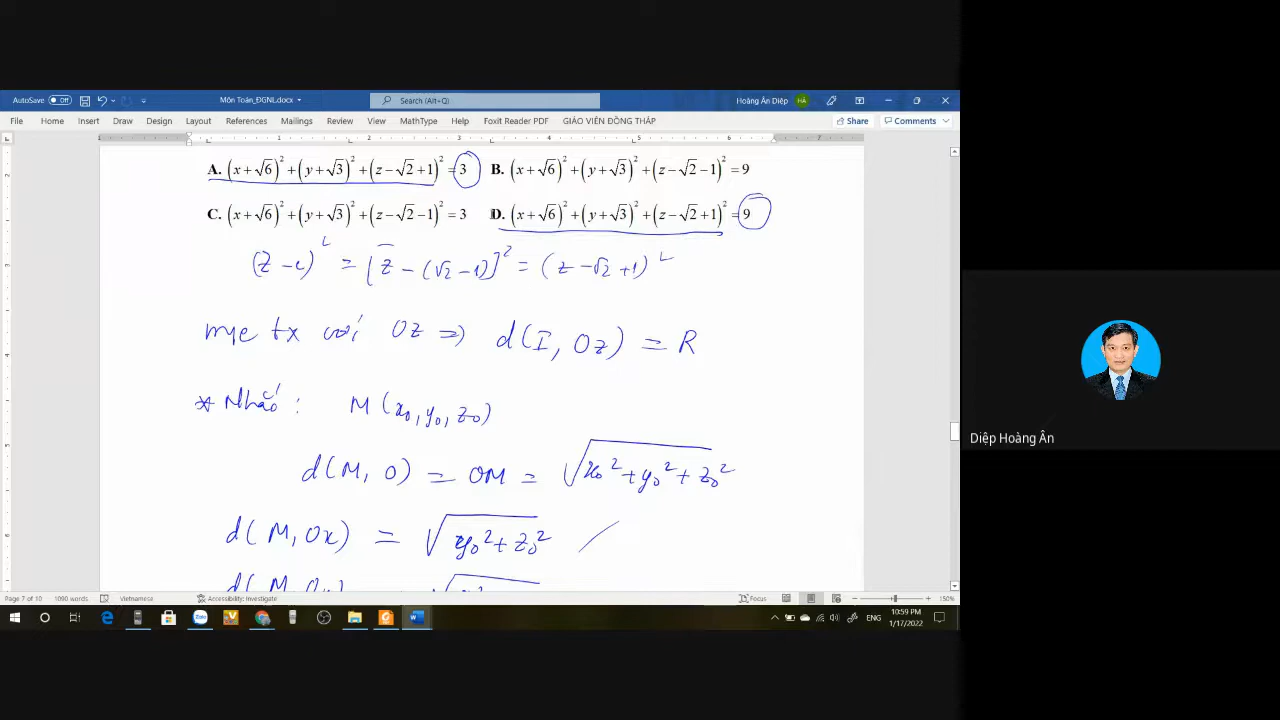 AutoSave Off Môn Toán_ĐGNL.docx Search (Alt+Q) Hoàng Ân Diệp HÂ
File Home Insert Draw Design Layout References Mailings Review View MathType Help Foxit Reader PDF GIÁO VIÊN ĐỒNG THÁP Share Comments
A. (x+√6)²+(y+√3)²+(z−√2+1)²=3 B. (x+√6)²+(y+√3)²+(z−√2−1)²=9
C. (x+√6)²+(y+√3)²+(z−√2−1)²=3 D. (x+√6)²+(y+√3)²+(z−√2+1)²=9
(z−c)² = [z−(√2−1)]² = (z−√2+1)²
mặc tx với Oz ⇒ d(I, Oz) = R
* Nhắc: M(x₀, y₀, z₀)
d(M, O) = OM = √(x₀²+y₀²+z₀²)
d(M, Ox) = √(y₀²+z₀²)
Diệp Hoàng Ân
Page 7 of 10 1090 words Vietnamese Accessibility: Investigate Focus 150%
Zalo ENG 10:59 PM
1/17/2022